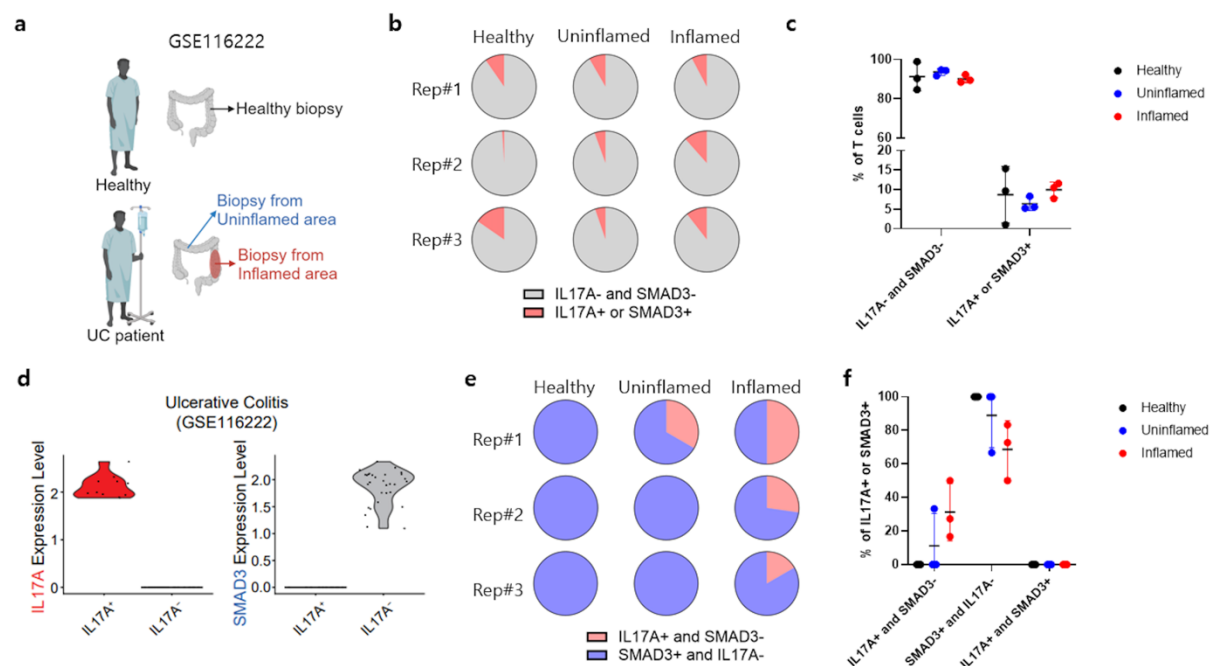 a
GSE116222
Healthy biopsy
Healthy
Biopsy from
Uninflamed area
Biopsy from
Inflamed area
UC patient
b
Healthy Uninflamed Inflamed
Rep#1
Rep#2
Rep#3
IL17A- and SMAD3-
IL17A+ or SMAD3+
c
% of T cells
100
80
60
20
15
10
5
0
IL17A- and SMAD3-
IL17A+ or SMAD3+
Healthy
Uninflamed
Inflamed
d
Ulcerative Colitis
(GSE116222)
IL17A Expression Level
2
1
0
IL17A⁺
IL17A⁻
SMAD3 Expression Level
2.0
1.5
1.0
0.5
0.0
IL17A⁺
IL17A⁻
e
Healthy Uninflamed Inflamed
Rep#1
Rep#2
Rep#3
IL17A+ and SMAD3-
SMAD3+ and IL17A-
f
% of IL17A+ or SMAD3+
100
80
60
40
20
0
IL17A+ and SMAD3-
SMAD3+ and IL17A-
IL17A+ and SMAD3+
Healthy
Uninflamed
Inflamed